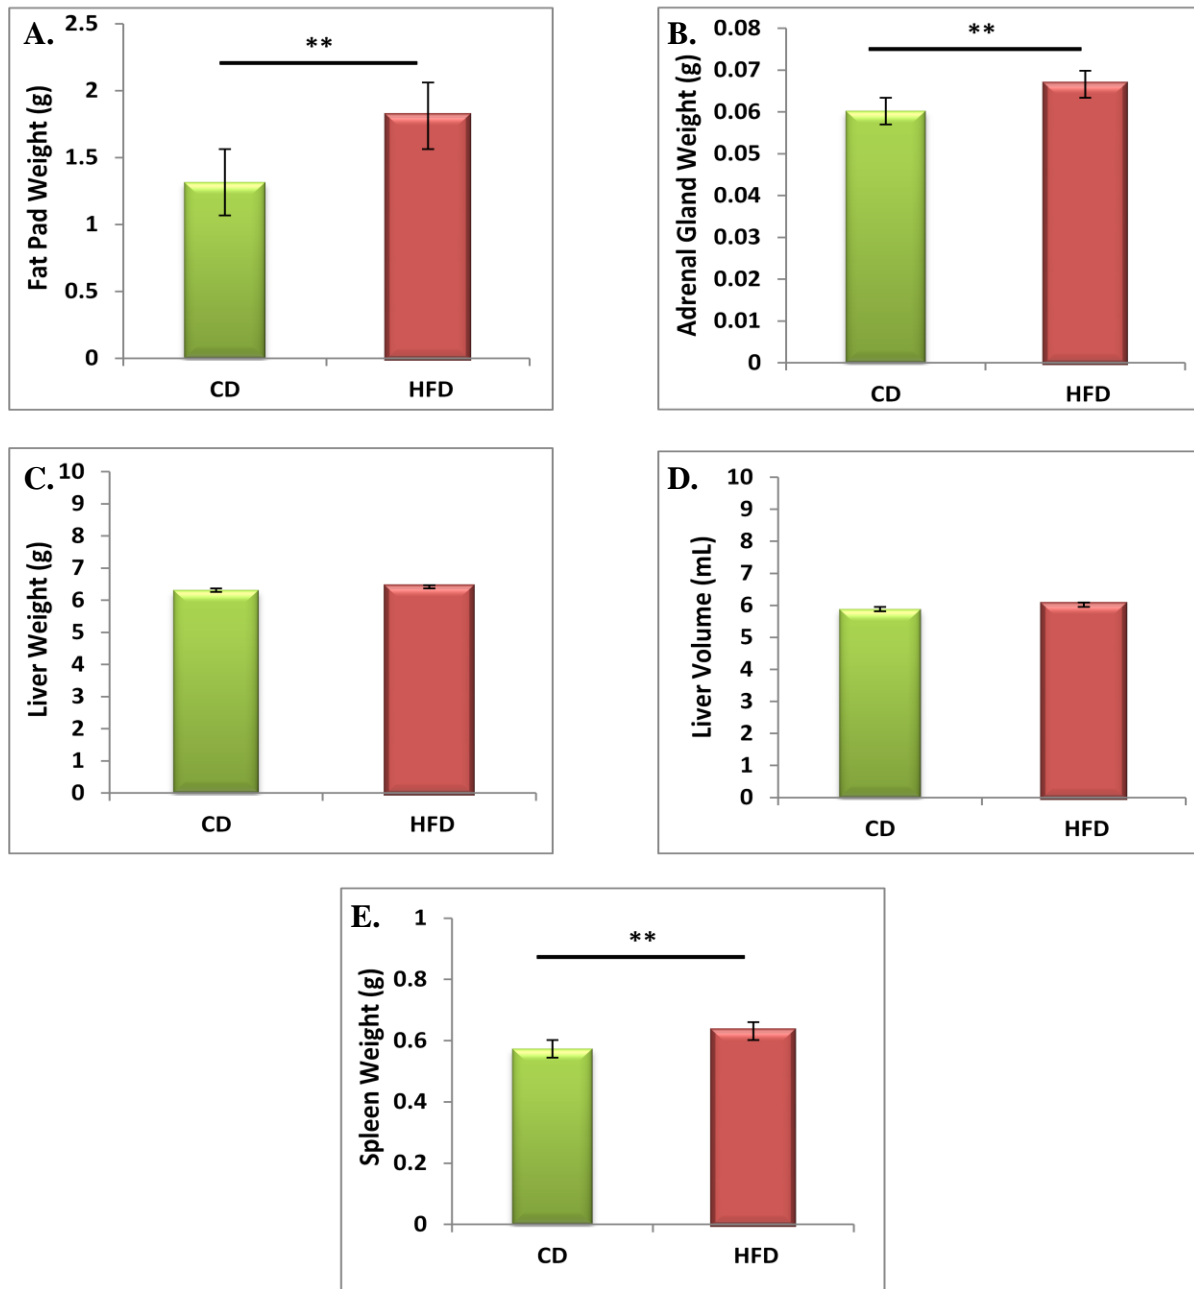 A.
**
Fat Pad Weight (g)
2.5
2
1.5
1
0.5
0
CD
HFD
B.
**
Adrenal Gland Weight (g)
0.08
0.07
0.06
0.05
0.04
0.03
0.02
0.01
0
CD
HFD
C.
Liver Weight (g)
10
9
8
7
6
5
4
3
2
1
0
CD
HFD
D.
Liver Volume (mL)
10
9
8
7
6
5
4
3
2
1
0
CD
HFD
E.
**
Spleen Weight (g)
1
0.8
0.6
0.4
0.2
0
CD
HFD